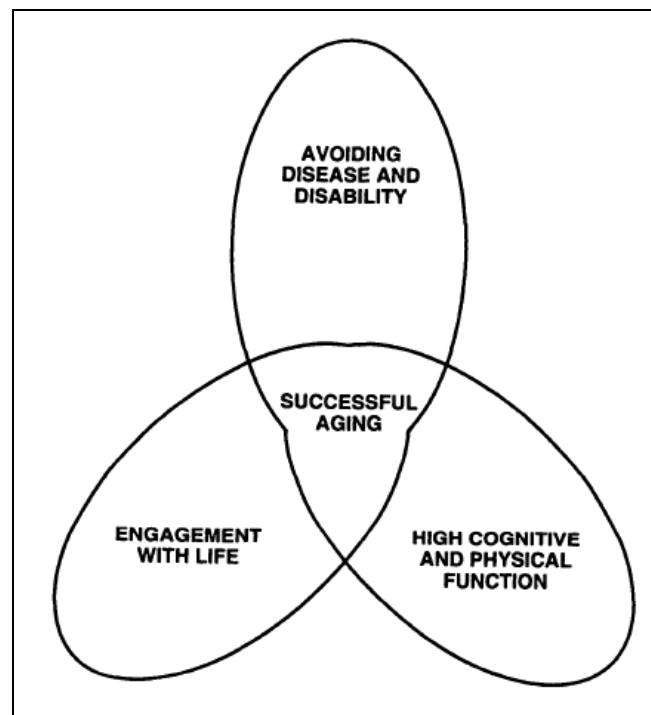 AVOIDING
DISEASE AND
DISABILITY
SUCCESSFUL
AGING
ENGAGEMENT
WITH LIFE
HIGH COGNITIVE
AND PHYSICAL
FUNCTION